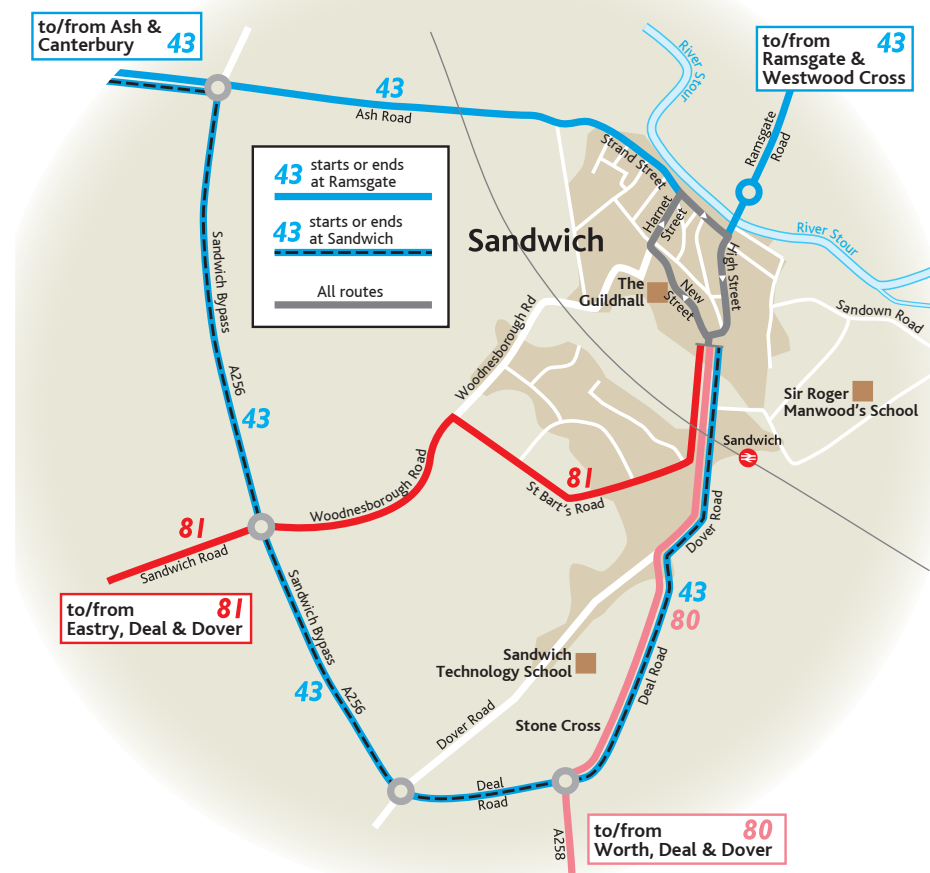 to/from Ash &
Canterbury 43
to/from 43
Ramsgate &
Westwood Cross
River Stour
43
Ash Road
Ramsgate
Road
43 starts or ends
at Ramsgate
43 starts or ends
at Sandwich
All routes
Strand Street
Harnet
Street
Sandwich
River Stour
High Street
The
Guildhall
New
Street
Sandown Road
Sandwich Bypass
A256
43
Woodnesborough Rd
Sir Roger
Manwood's School
Sandwich
Woodnesborough Road
81
St Bart's Road
81
Sandwich Road
Dover Road
to/from 81
Eastry, Deal & Dover
Sandwich Bypass
A256
43
43
80
Sandwich
Technology School
Deal Road
Dover Road
Stone Cross
Deal
Road
A258
to/from 80
Worth, Deal & Dover